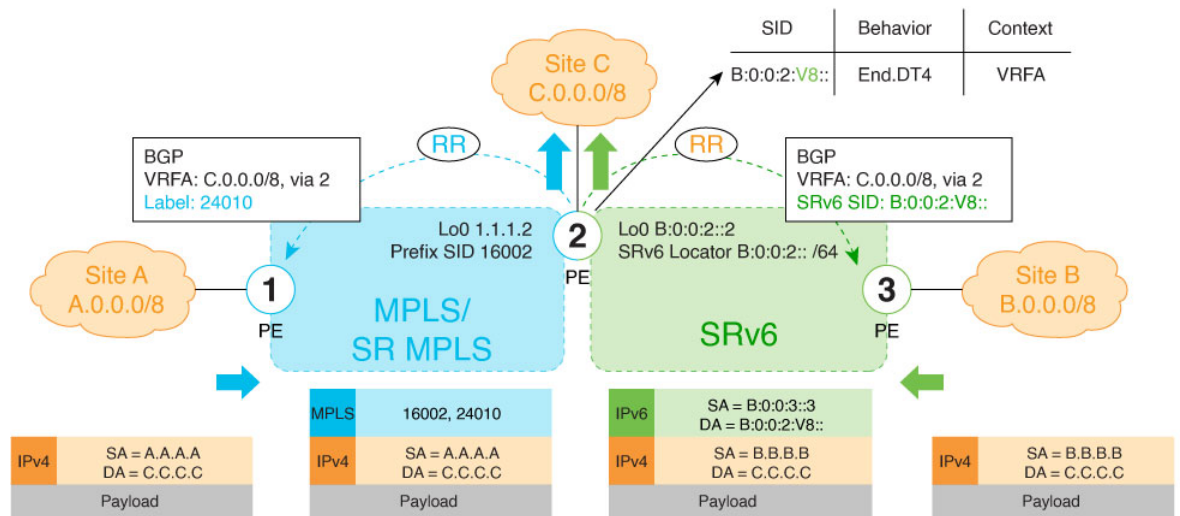 SID Behavior Context
B:0:0:2:V8:: End.DT4 VRFA
Site C
C.0.0.0/8
RR
RR
BGP
VRFA: C.0.0.0/8, via 2
Label: 24010
BGP
VRFA: C.0.0.0/8, via 2
SRv6 SID: B:0:0:2:V8::
Lo0 1.1.1.2
Prefix SID 16002
2
PE
Lo0 B:0:0:2::2
SRv6 Locator B:0:0:2:: /64
Site A
A.0.0.0/8
1
PE
MPLS/
SR MPLS
SRv6
3
PE
Site B
B.0.0.0/8
IPv4
SA = A.A.A.A
DA = C.C.C.C
Payload
MPLS
16002, 24010
IPv4
SA = A.A.A.A
DA = C.C.C.C
Payload
IPv6
SA = B:0:0:3::3
DA = B:0:0:2:V8::
IPv4
SA = B.B.B.B
DA = C.C.C.C
Payload
IPv4
SA = B.B.B.B
DA = C.C.C.C
Payload